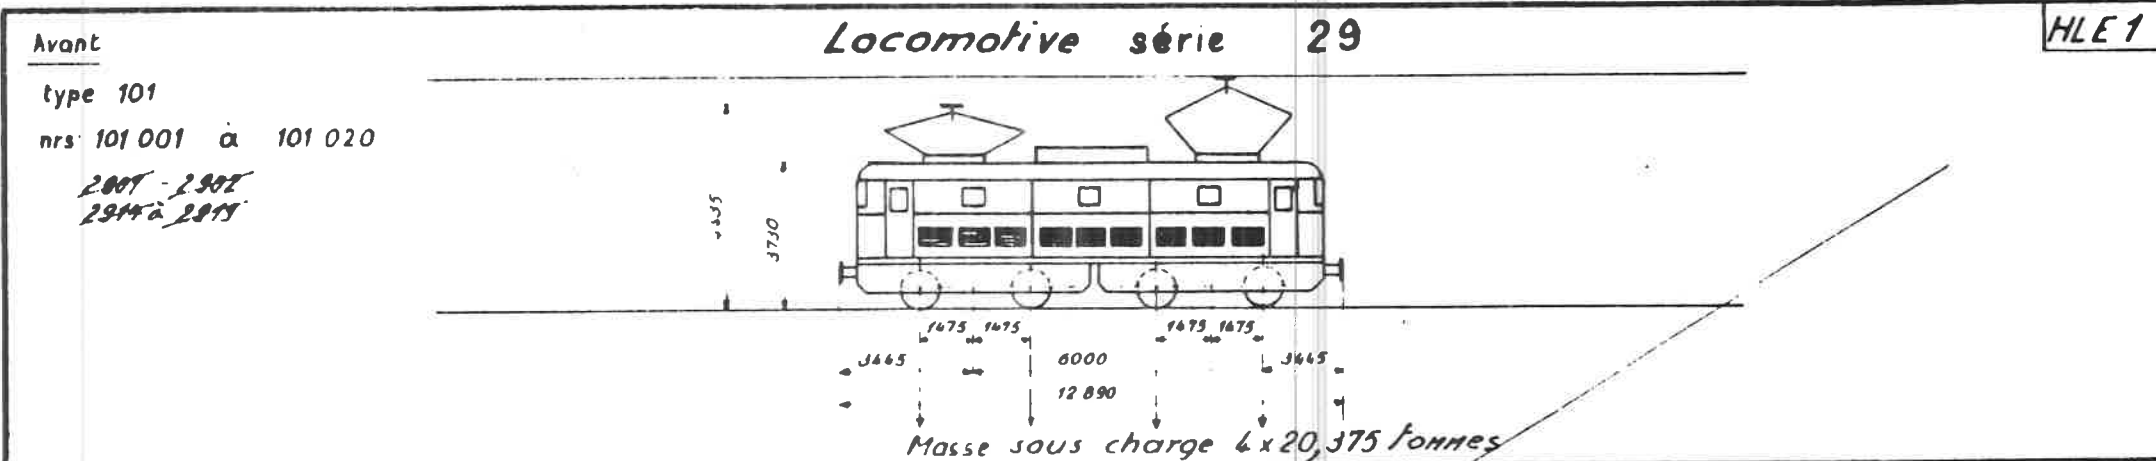 Avant
Locomotive série 29
HLE 1
type 101
nrs 101 001 à 101 020
3730
1475 1475 1475 1475
3445 6000 3445
12 890
Masse sous charge 4 x 20,375 tonnes